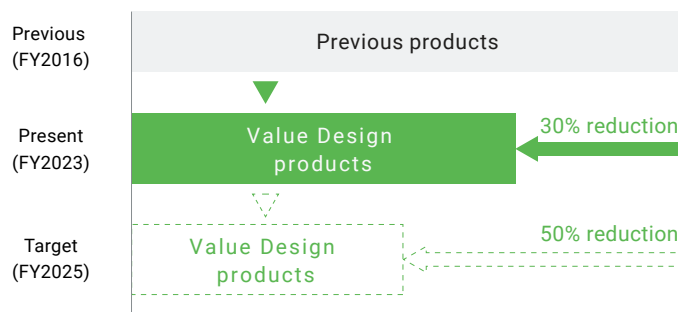 Previous
(FY2016)
Previous products
Present
(FY2023)
Value Design
products
30% reduction
Target
(FY2025)
Value Design
products
50% reduction